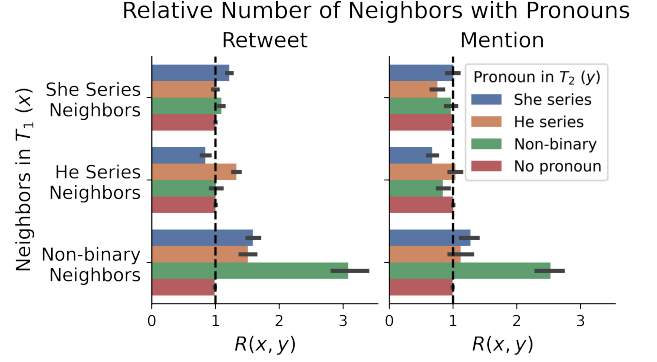 Relative Number of Neighbors with Pronouns
Retweet
Mention
Neighbors in T₁ (x)
She Series
Neighbors
He Series
Neighbors
Non-binary
Neighbors
Pronoun in T₂ (y)
She series
He series
Non-binary
No pronoun
0 1 2 3
0 1 2 3
R(x, y)
R(x, y)